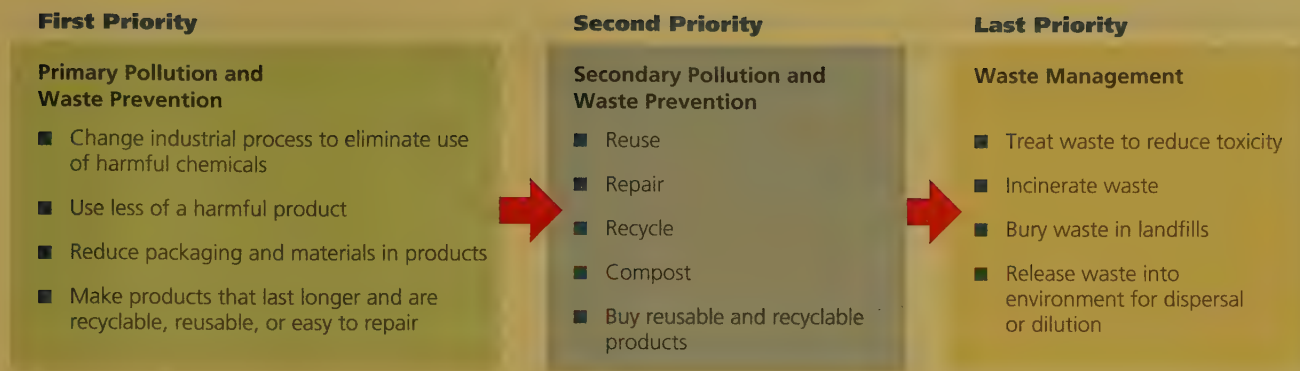 First Priority
Primary Pollution and
Waste Prevention
■ Change industrial process to eliminate use
of harmful chemicals
■ Use less of a harmful product
■ Reduce packaging and materials in products
■ Make products that last longer and are
recyclable, reusable, or easy to repair
Second Priority
Secondary Pollution and
Waste Prevention
■ Reuse
■ Repair
■ Recycle
■ Compost
■ Buy reusable and recyclable
products
Last Priority
Waste Management
■ Treat waste to reduce toxicity
■ Incinerate waste
■ Bury waste in landfills
■ Release waste into
environment for dispersal
or dilution